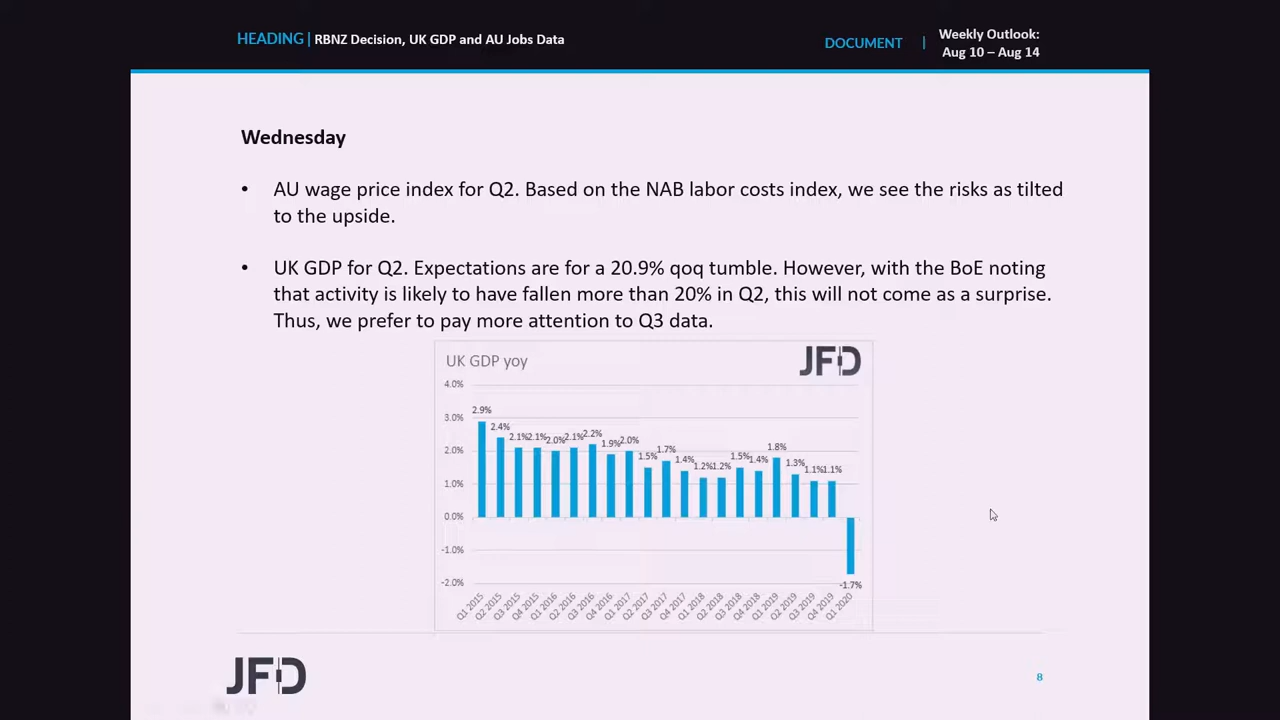 HEADING | RBNZ Decision, UK GDP and AU Jobs Data
DOCUMENT | Weekly Outlook:
Aug 10 – Aug 14
Wednesday
• AU wage price index for Q2. Based on the NAB labor costs index, we see the risks as tilted
to the upside.
• UK GDP for Q2. Expectations are for a 20.9% qoq tumble. However, with the BoE noting
that activity is likely to have fallen more than 20% in Q2, this will not come as a surprise.
Thus, we prefer to pay more attention to Q3 data.
UK GDP yoy
JFD
4.0%
3.0%
2.0%
1.0%
0.0%
-1.0%
-2.0%
2.9%
2.4%
2.1%
2.1%
2.0%
2.1%
2.2%
1.9%
2.0%
1.5%
1.7%
1.4%
1.2%
1.2%
1.5%
1.4%
1.8%
1.3%
1.1%
1.1%
-1.7%
Q1 2015
Q2 2015
Q3 2015
Q4 2015
Q1 2016
Q2 2016
Q3 2016
Q4 2016
Q1 2017
Q2 2017
Q3 2017
Q4 2017
Q1 2018
Q2 2018
Q3 2018
Q4 2018
Q1 2019
Q2 2019
Q3 2019
Q4 2019
Q1 2020
JFD
8